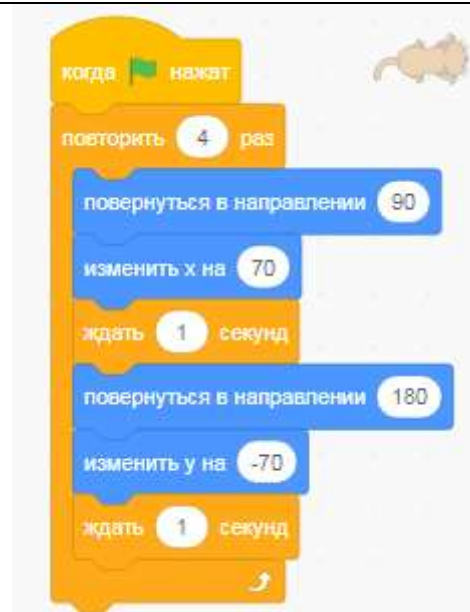 когда нажат
повторить 4 раз
повернуться в направлении 90
изменить x на 70
ждать 1 секунд
повернуться в направлении 180
изменить y на -70
ждать 1 секунд